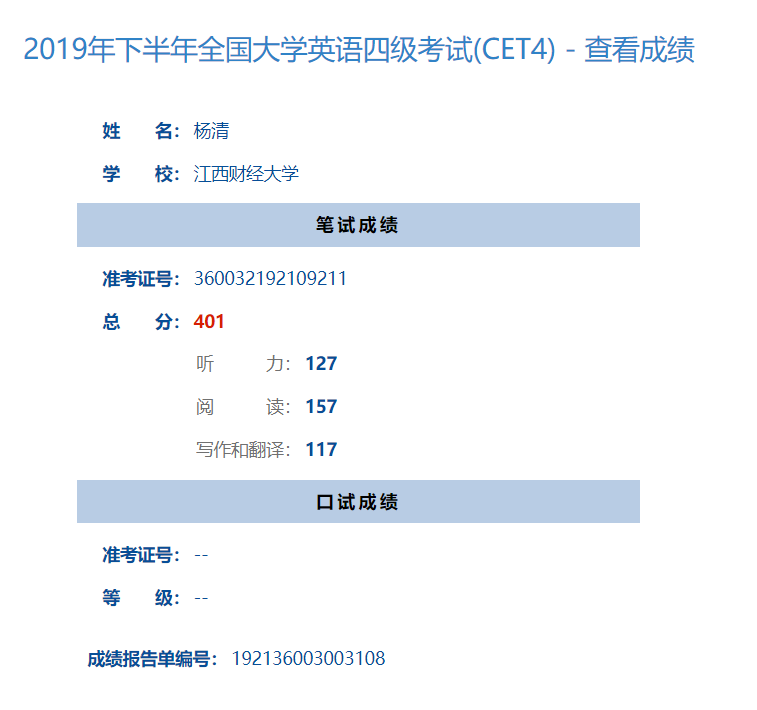 2019年下半年全国大学英语四级考试(CET4) - 查看成绩
姓 名： 杨清
学 校： 江西财经大学
笔试成绩
准考证号： 360032192109211
总 分： 401
听 力： 127
阅 读： 157
写作和翻译： 117
口试成绩
准考证号： --
等 级： --
成绩报告单编号： 192136003003108